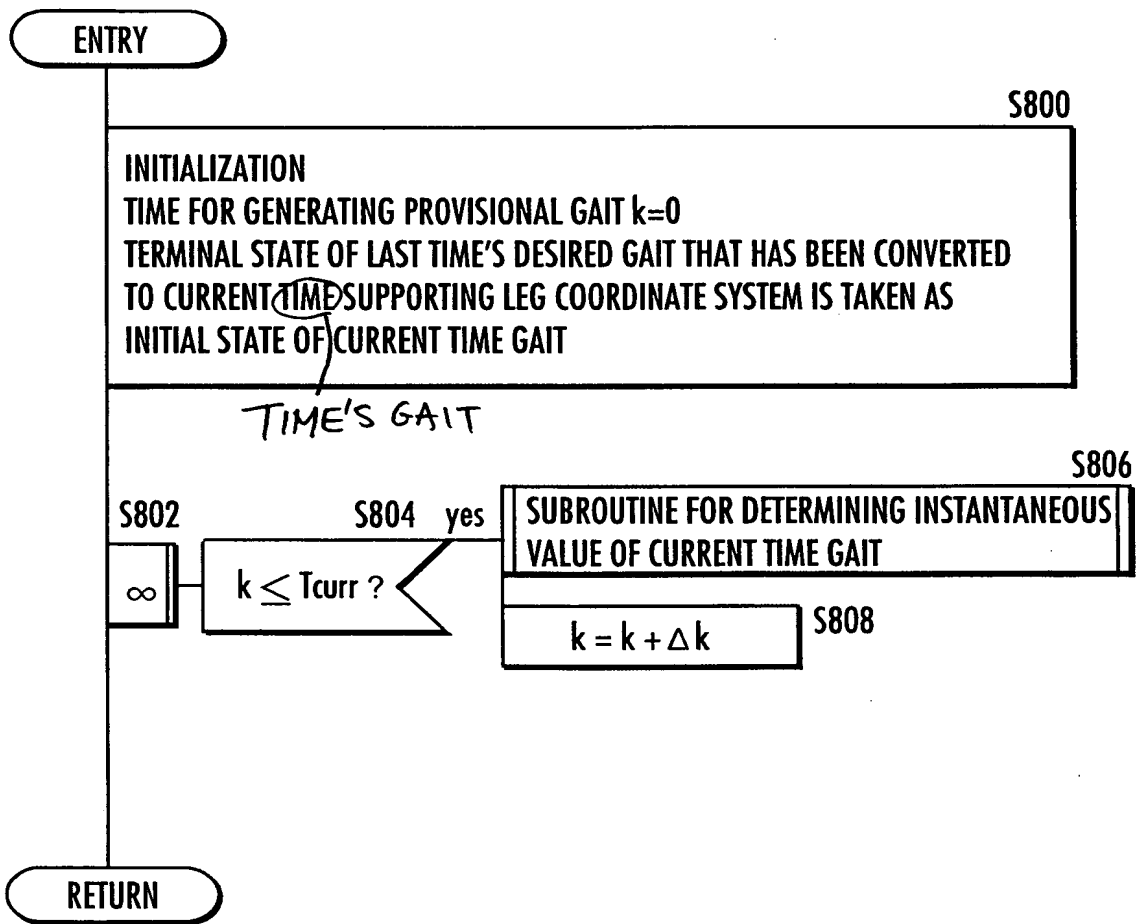 ENTRY
S800
INITIALIZATION
TIME FOR GENERATING PROVISIONAL GAIT k=0
TERMINAL STATE OF LAST TIME'S DESIRED GAIT THAT HAS BEEN CONVERTED
TO CURRENT TIME SUPPORTING LEG COORDINATE SYSTEM IS TAKEN AS
INITIAL STATE OF CURRENT TIME GAIT
TIME'S GAIT
S802
∞
S804
k ≤ Tcurr ?
yes
S806
SUBROUTINE FOR DETERMINING INSTANTANEOUS
VALUE OF CURRENT TIME GAIT
S808
k = k + Δ k
RETURN